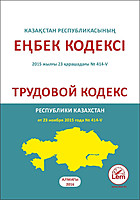 ҚАЗАҚСТАН РЕСПУБЛИКАСЫНЫҢ
ЕҢБЕК КОДЕКСІ
2015 жылғы 23 қарашадағы № 414-V
ТРУДОВОЙ КОДЕКС
РЕСПУБЛИКИ КАЗАХСТАН
от 23 ноября 2015 года № 414-V
АЛМАТЫ
2016
Lem